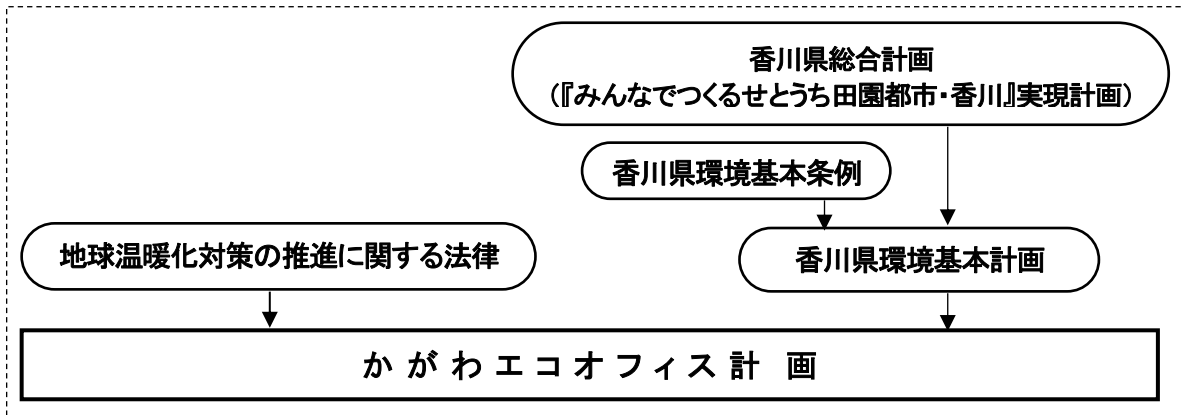 香川県総合計画
(『みんなでつくるせとうち田園都市・香川』実現計画)
香川県環境基本条例
地球温暖化対策の推進に関する法律
香川県環境基本計画
かがわエコオフィス計画